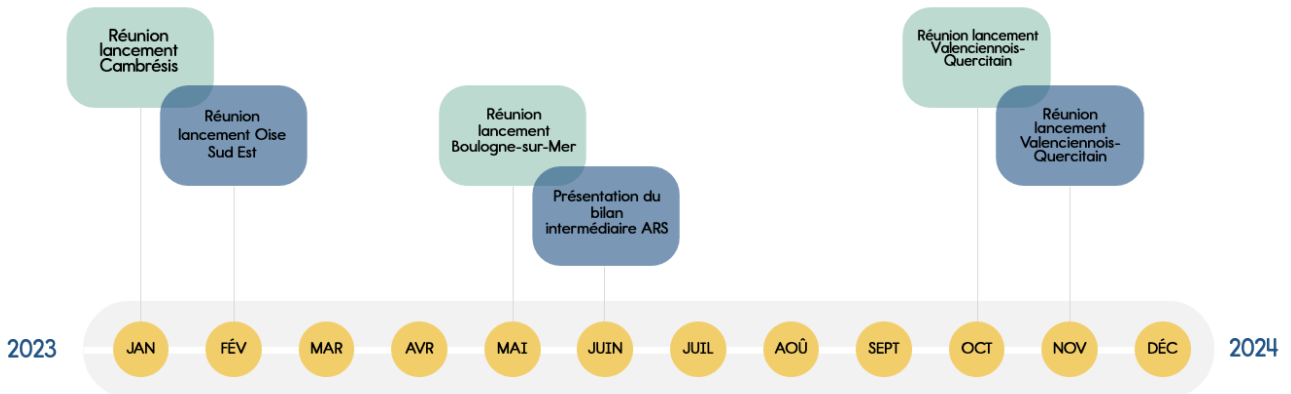 Réunion
lancement
Cambrésis
Réunion
lancement Oise
Sud Est
Réunion
lancement
Boulogne-sur-Mer
Présentation du
bilan
intermédiaire ARS
Réunion lancement
Valenciennois-
Quercitain
Réunion
lancement
Valenciennois-
Quercitain
2023
JAN
FÉV
MAR
AVR
MAI
JUIN
JUIL
AOÛ
SEPT
OCT
NOV
DÉC
2024